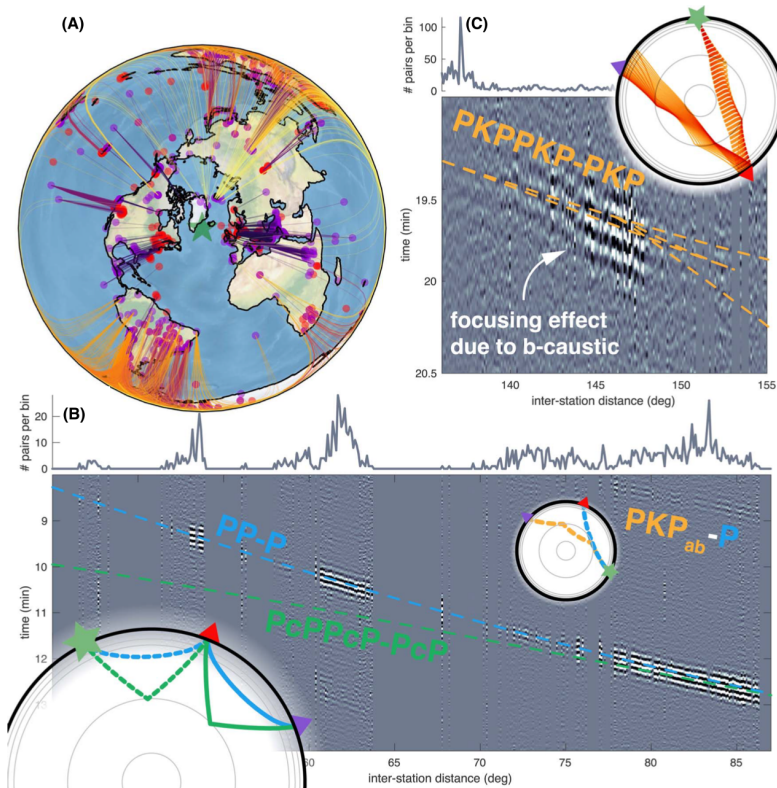 (A)
(C)
# pairs per bin
100
50
0
PKPPKP-PKP
focusing effect
due to b-caustic
time (min)
19.5
20
20.5
140
145
150
155
inter-station distance (deg)
(B)
# pairs per bin
20
10
0
PP-P
PKPab-P
PcPPcP-PcP
time (min)
9
10
11
12
13
60
65
70
75
80
85
inter-station distance (deg)